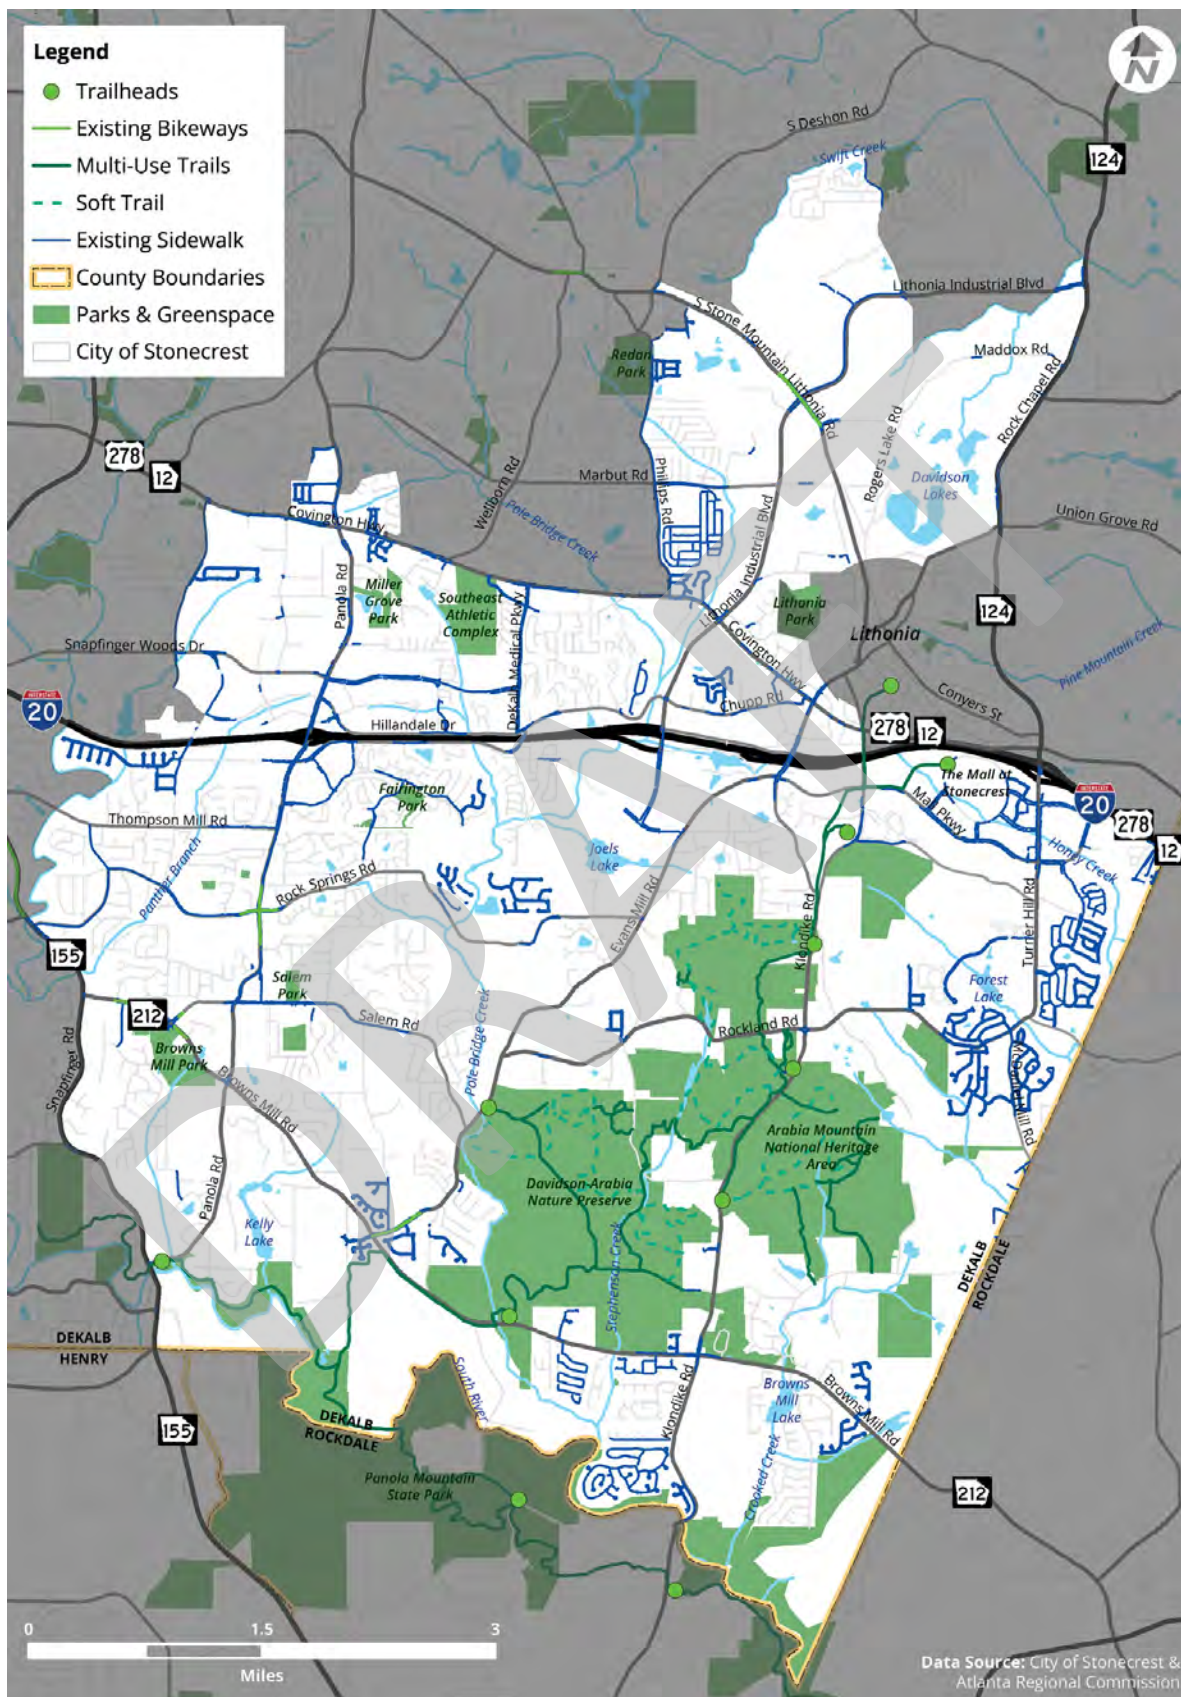 Legend
Trailheads
Existing Bikeways
Multi-Use Trails
Soft Trail
Existing Sidewalk
County Boundaries
Parks & Greenspace
City of Stonecrest
N
S Deshon Rd
Swift Creek
124
Lithonia Industrial Blvd
S Stone Mountain Lithonia Rd
Maddox Rd
Redan
Park
Rock Chapel Rd
Rogers Lake Rd
278
12
Wellborn Rd
Marbut Rd
Phillips Rd
Davidson
Lakes
Covington Hwy
Pole Bridge Creek
Lithonia Industrial Blvd
Union Grove Rd
Panola Rd
Miller
Grove
Park
Southeast
Athletic
Complex
DeKalb Medical Pkwy
Lithonia
Park
Lithonia
124
Snapfinger Woods Dr
Covington Hwy
Pine Mountain Creek
INTERSTATE
20
Hillandale Dr
Chupp Rd
Conyers St
278
12
The Mall at
Stonecrest
Mall Pkwy
INTERSTATE
20
278
12
Fairington
Park
Thompson Mill Rd
Panther Branch
Joels
Lake
Honey Creek
Rock Springs Rd
Evans Mill Rd
Klondike Rd
Turner Hill Rd
155
Salem
Park
Forest
Lake
212
Salem Rd
Pole Bridge Creek
Rockland Rd
Snapfinger Rd
Browns
Mill Park
Browns Mill Rd
McDaniel Mill Rd
Arabia Mountain
National Heritage
Area
Panola Rd
Davidson-Arabia
Nature Preserve
Kelly
Lake
Stephenson Creek
DEKALB
ROCKDALE
DEKALB
HENRY
South River
Klondike Rd
Browns
Mill
Lake
Browns Mill Rd
DEKALB
ROCKDALE
155
Panola Mountain
State Park
Crooked Creek
212
0 1.5 3
Miles
Data Source: City of Stonecrest &
Atlanta Regional Commission
DRAFT